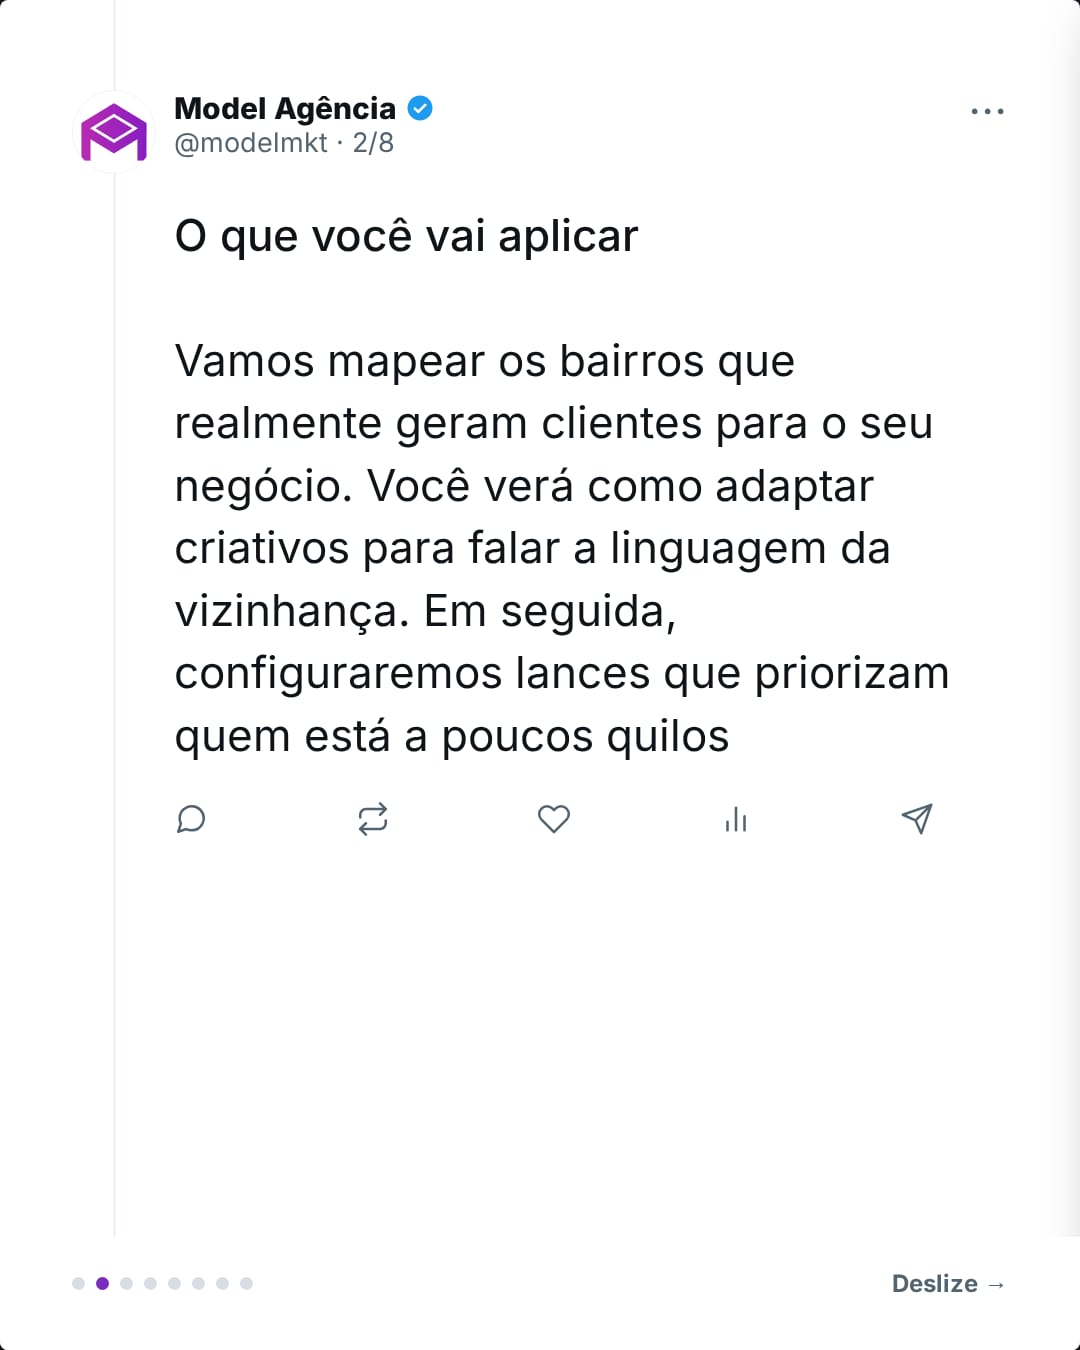 Model Agência
@modelmkt · 2/8
O que você vai aplicar
Vamos mapear os bairros que
realmente geram clientes para o seu
negócio. Você verá como adaptar
criativos para falar a linguagem da
vizinhança. Em seguida,
configuraremos lances que priorizam
quem está a poucos quilos
Deslize →